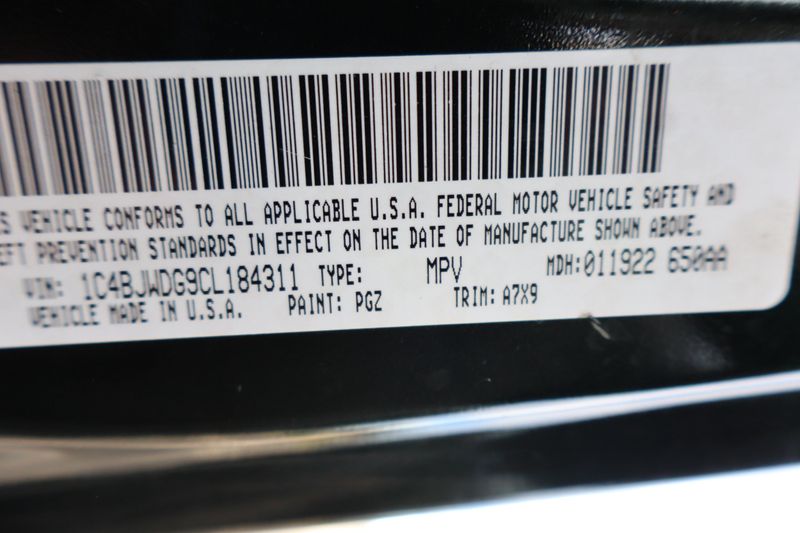 VEHICLE CONFORMS TO ALL APPLICABLE U.S.A. FEDERAL MOTOR VEHICLE SAFETY AND
PREVENTION STANDARDS IN EFFECT ON THE DATE OF MANUFACTURE SHOWN ABOVE.
VIN: 1C4BJWDG9CL184311 TYPE: MPV MDH:011922 650AA
VEHICLE MADE IN U.S.A. PAINT: PGZ TRIM: A7X9